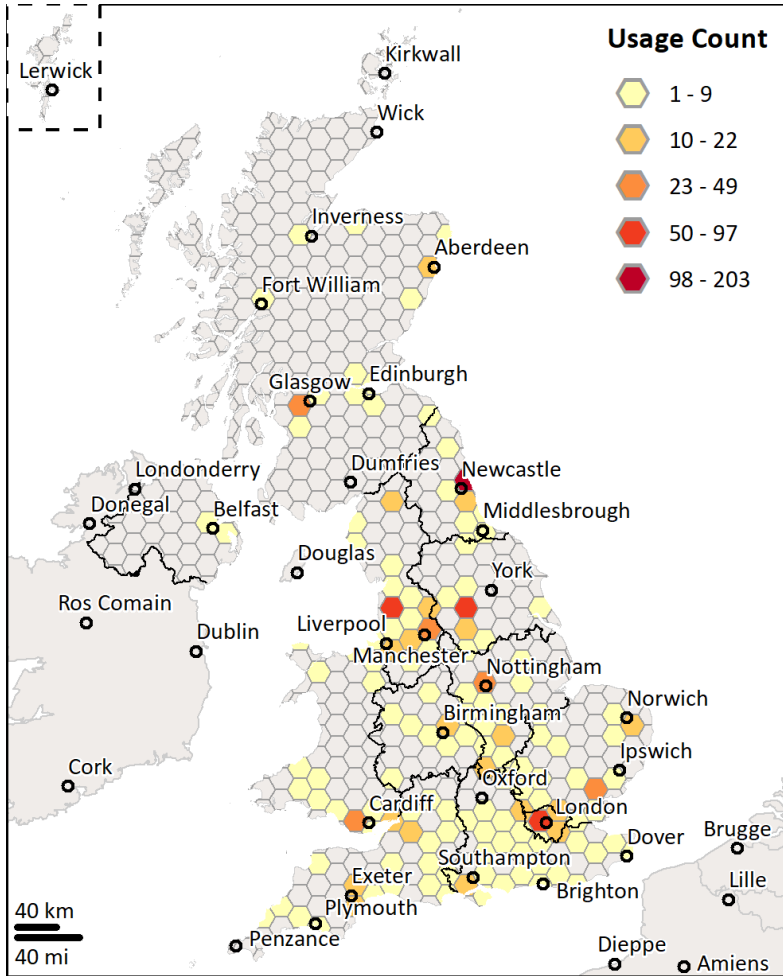 Usage Count
1 - 9
10 - 22
23 - 49
50 - 97
98 - 203
Lerwick
Kirkwall
Wick
Inverness
Aberdeen
Fort William
Glasgow
Edinburgh
Londonderry
Dumfries
Newcastle
Donegal
Belfast
Middlesbrough
Douglas
York
Ros Comain
Liverpool
Dublin
Manchester
Nottingham
Norwich
Birmingham
Cork
Ipswich
Oxford
Cardiff
London
Dover
Brugge
Southampton
Exeter
Brighton
Lille
Plymouth
40 km
40 mi
Penzance
Dieppe
Amiens